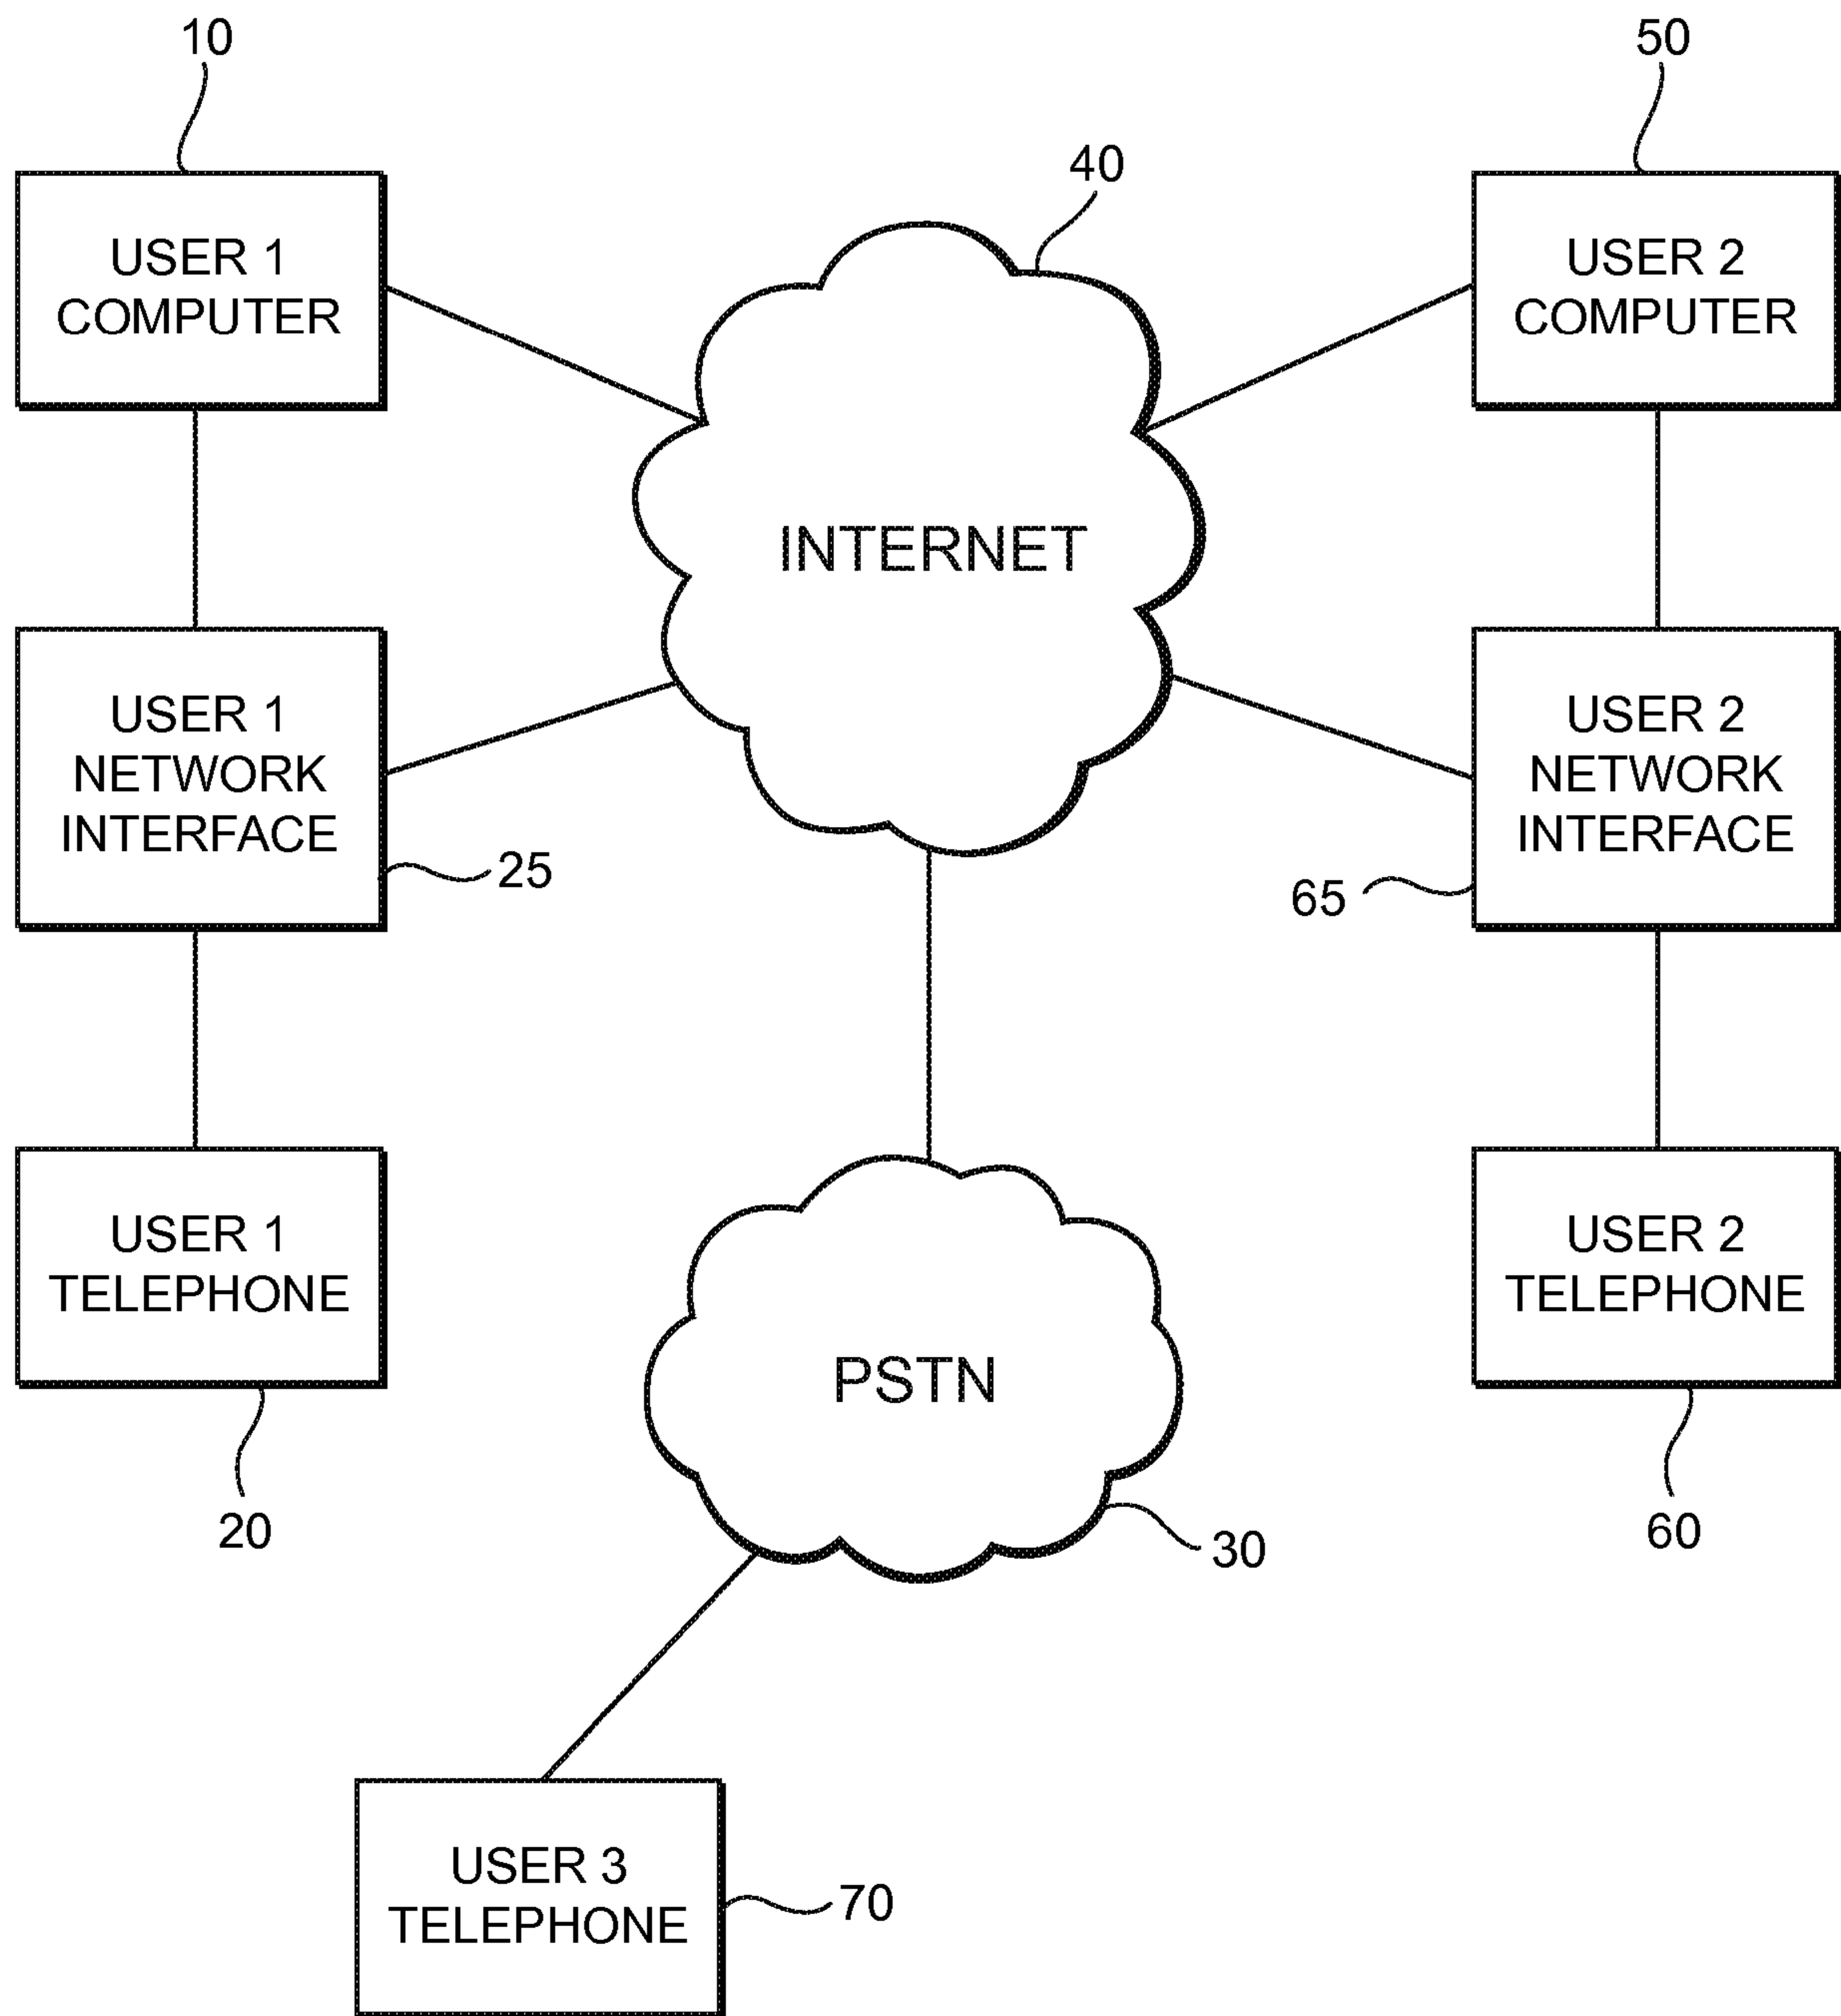 10
50
40
USER 1
COMPUTER
USER 2
COMPUTER
INTERNET
USER 1
NETWORK
INTERFACE
25
USER 2
NETWORK
INTERFACE
65
USER 1
TELEPHONE
USER 2
TELEPHONE
PSTN
20
30
60
USER 3
TELEPHONE
70